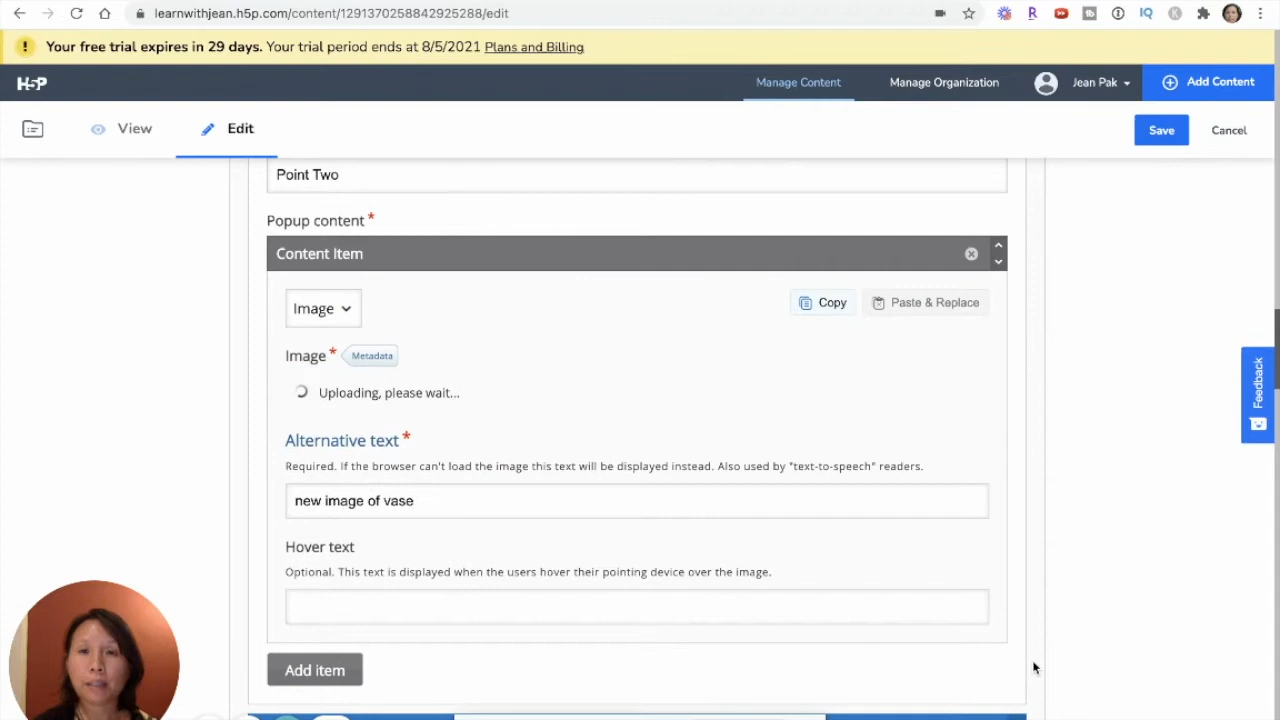 learnwithjean.h5p.com/content/1291370258842925288/edit
Your free trial expires in 29 days. Your trial period ends at 8/5/2021 Plans and Billing
H5P
Manage Content
Manage Organization
Jean Pak
Add Content
View
Edit
Save
Cancel
Point Two
Popup content *
Content Item
Image
Copy
Paste & Replace
Image *
Metadata
Uploading, please wait...
Alternative text *
Required. If the browser can't load the image this text will be displayed instead. Also used by "text-to-speech" readers.
new image of vase
Hover text
Optional. This text is displayed when the users hover their pointing device over the image.
Add item
Feedback